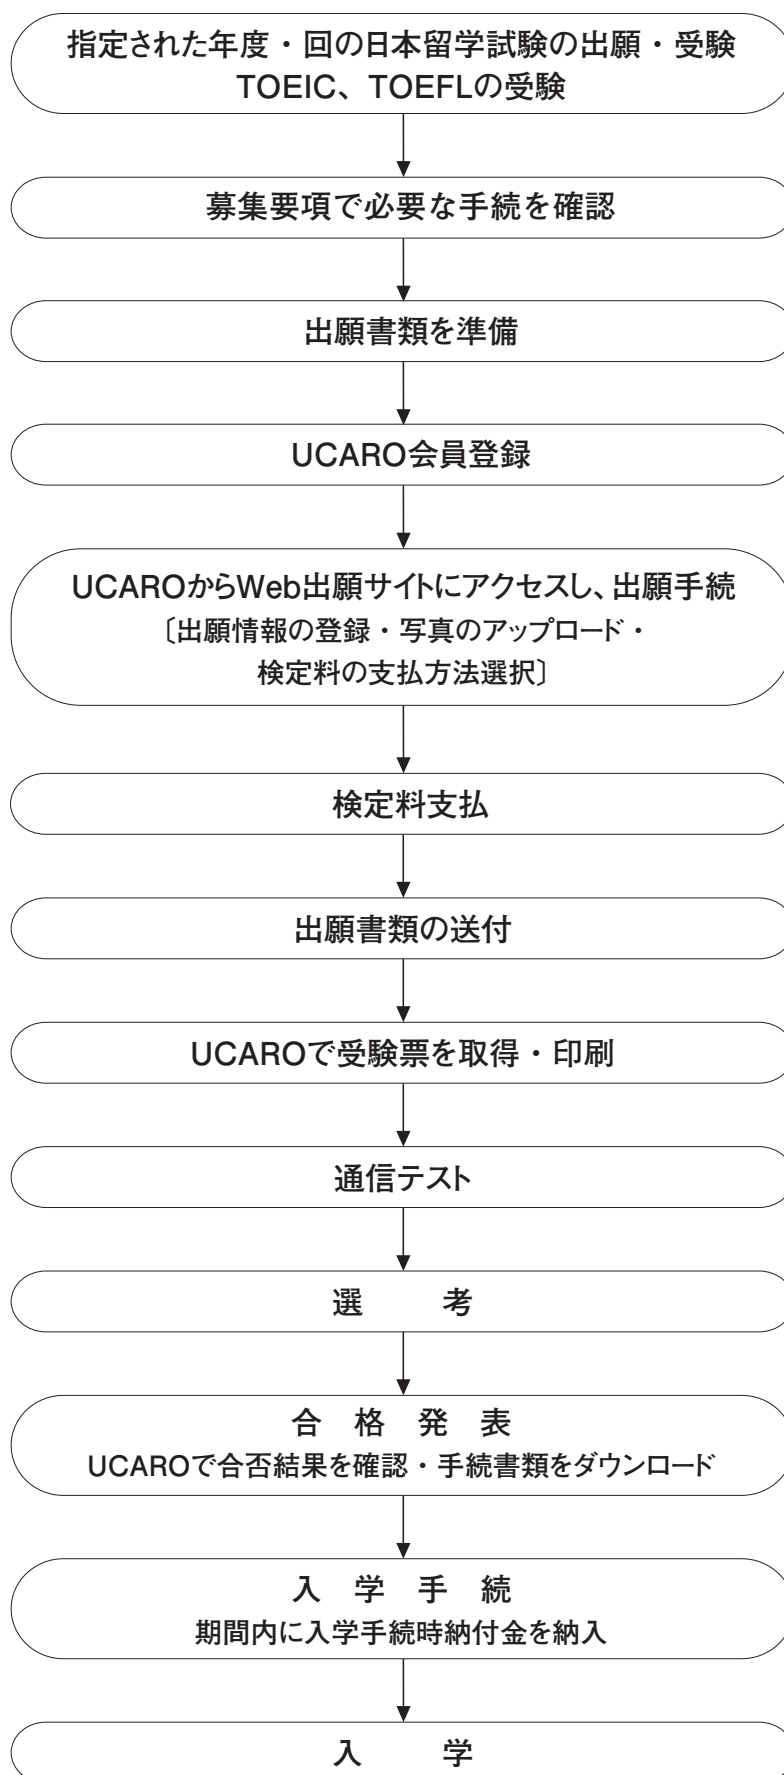 指定された年度・回の日本留学試験の出願・受験
TOEIC、TOEFLの受験
募集要項で必要な手続を確認
出願書類を準備
UCARO会員登録
UCAROからWeb出願サイトにアクセスし、出願手続
〔出願情報の登録・写真のアップロード・
検定料の支払方法選択〕
検定料支払
出願書類の送付
UCAROで受験票を取得・印刷
通信テスト
選　考
合　格　発　表
UCAROで合否結果を確認・手続書類をダウンロード
入　学　手　続
期間内に入学手続時納付金を納入
入　学